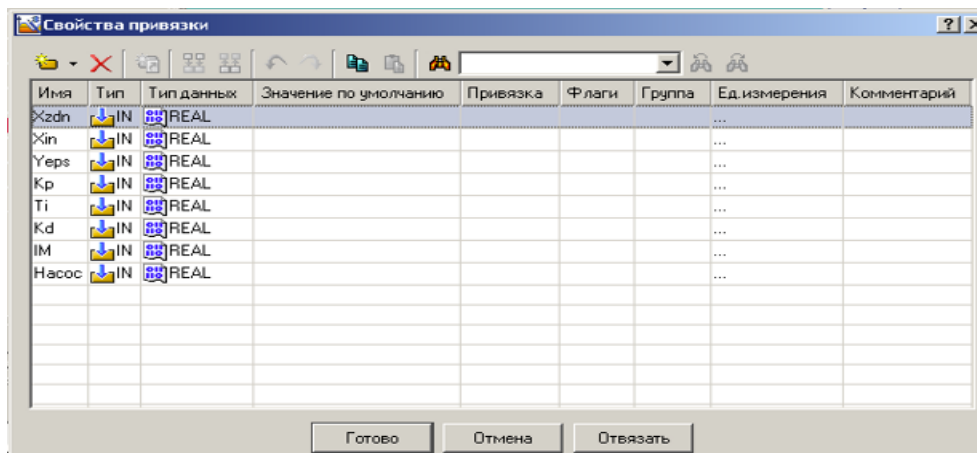 Свойства привязки
Имя Тип Тип данных Значение по умолчанию Привязка Флаги Группа Ед.измерения Комментарий
Xzdn IN REAL ...
Xin IN REAL ...
Yeps IN REAL ...
Kp IN REAL ...
Ti IN REAL ...
Kd IN REAL ...
IM IN REAL ...
Насос IN REAL ...
Готово Отмена Отвязать